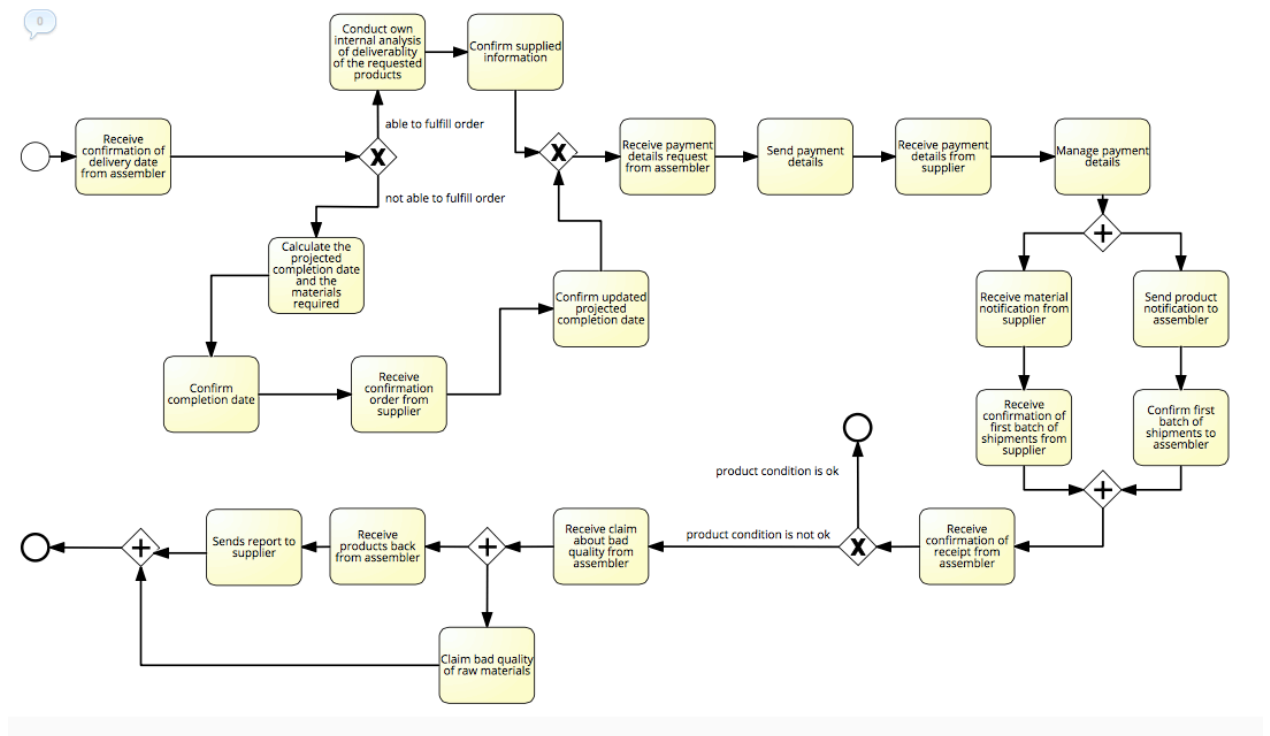 0
Conduct own
internal analysis
of deliverablity
of the requested
products
Confirm supplied
information
able to fulfill order
Receive
confirmation of
delivery date
from assembler
Receive payment
details request
from assembler
Send payment
details
Receive payment
details from
supplier
Manage payment
details
not able to fulfill order
Calculate the
projected
completion date
and the
materials
required
Confirm updated
projected
completion date
Receive material
notification from
supplier
Send product
notification to
assembler
Confirm
completion date
Receive
confirmation
order from
supplier
Receive
confirmation of
first batch of
shipments from
supplier
Confirm first
batch of
shipments to
assembler
product condition is ok
Sends report to
supplier
Receive
products back
from assembler
Receive claim
about bad
quality from
assembler
product condition is not ok
Receive
confirmation of
receipt from
assembler
Claim bad quality
of raw materials